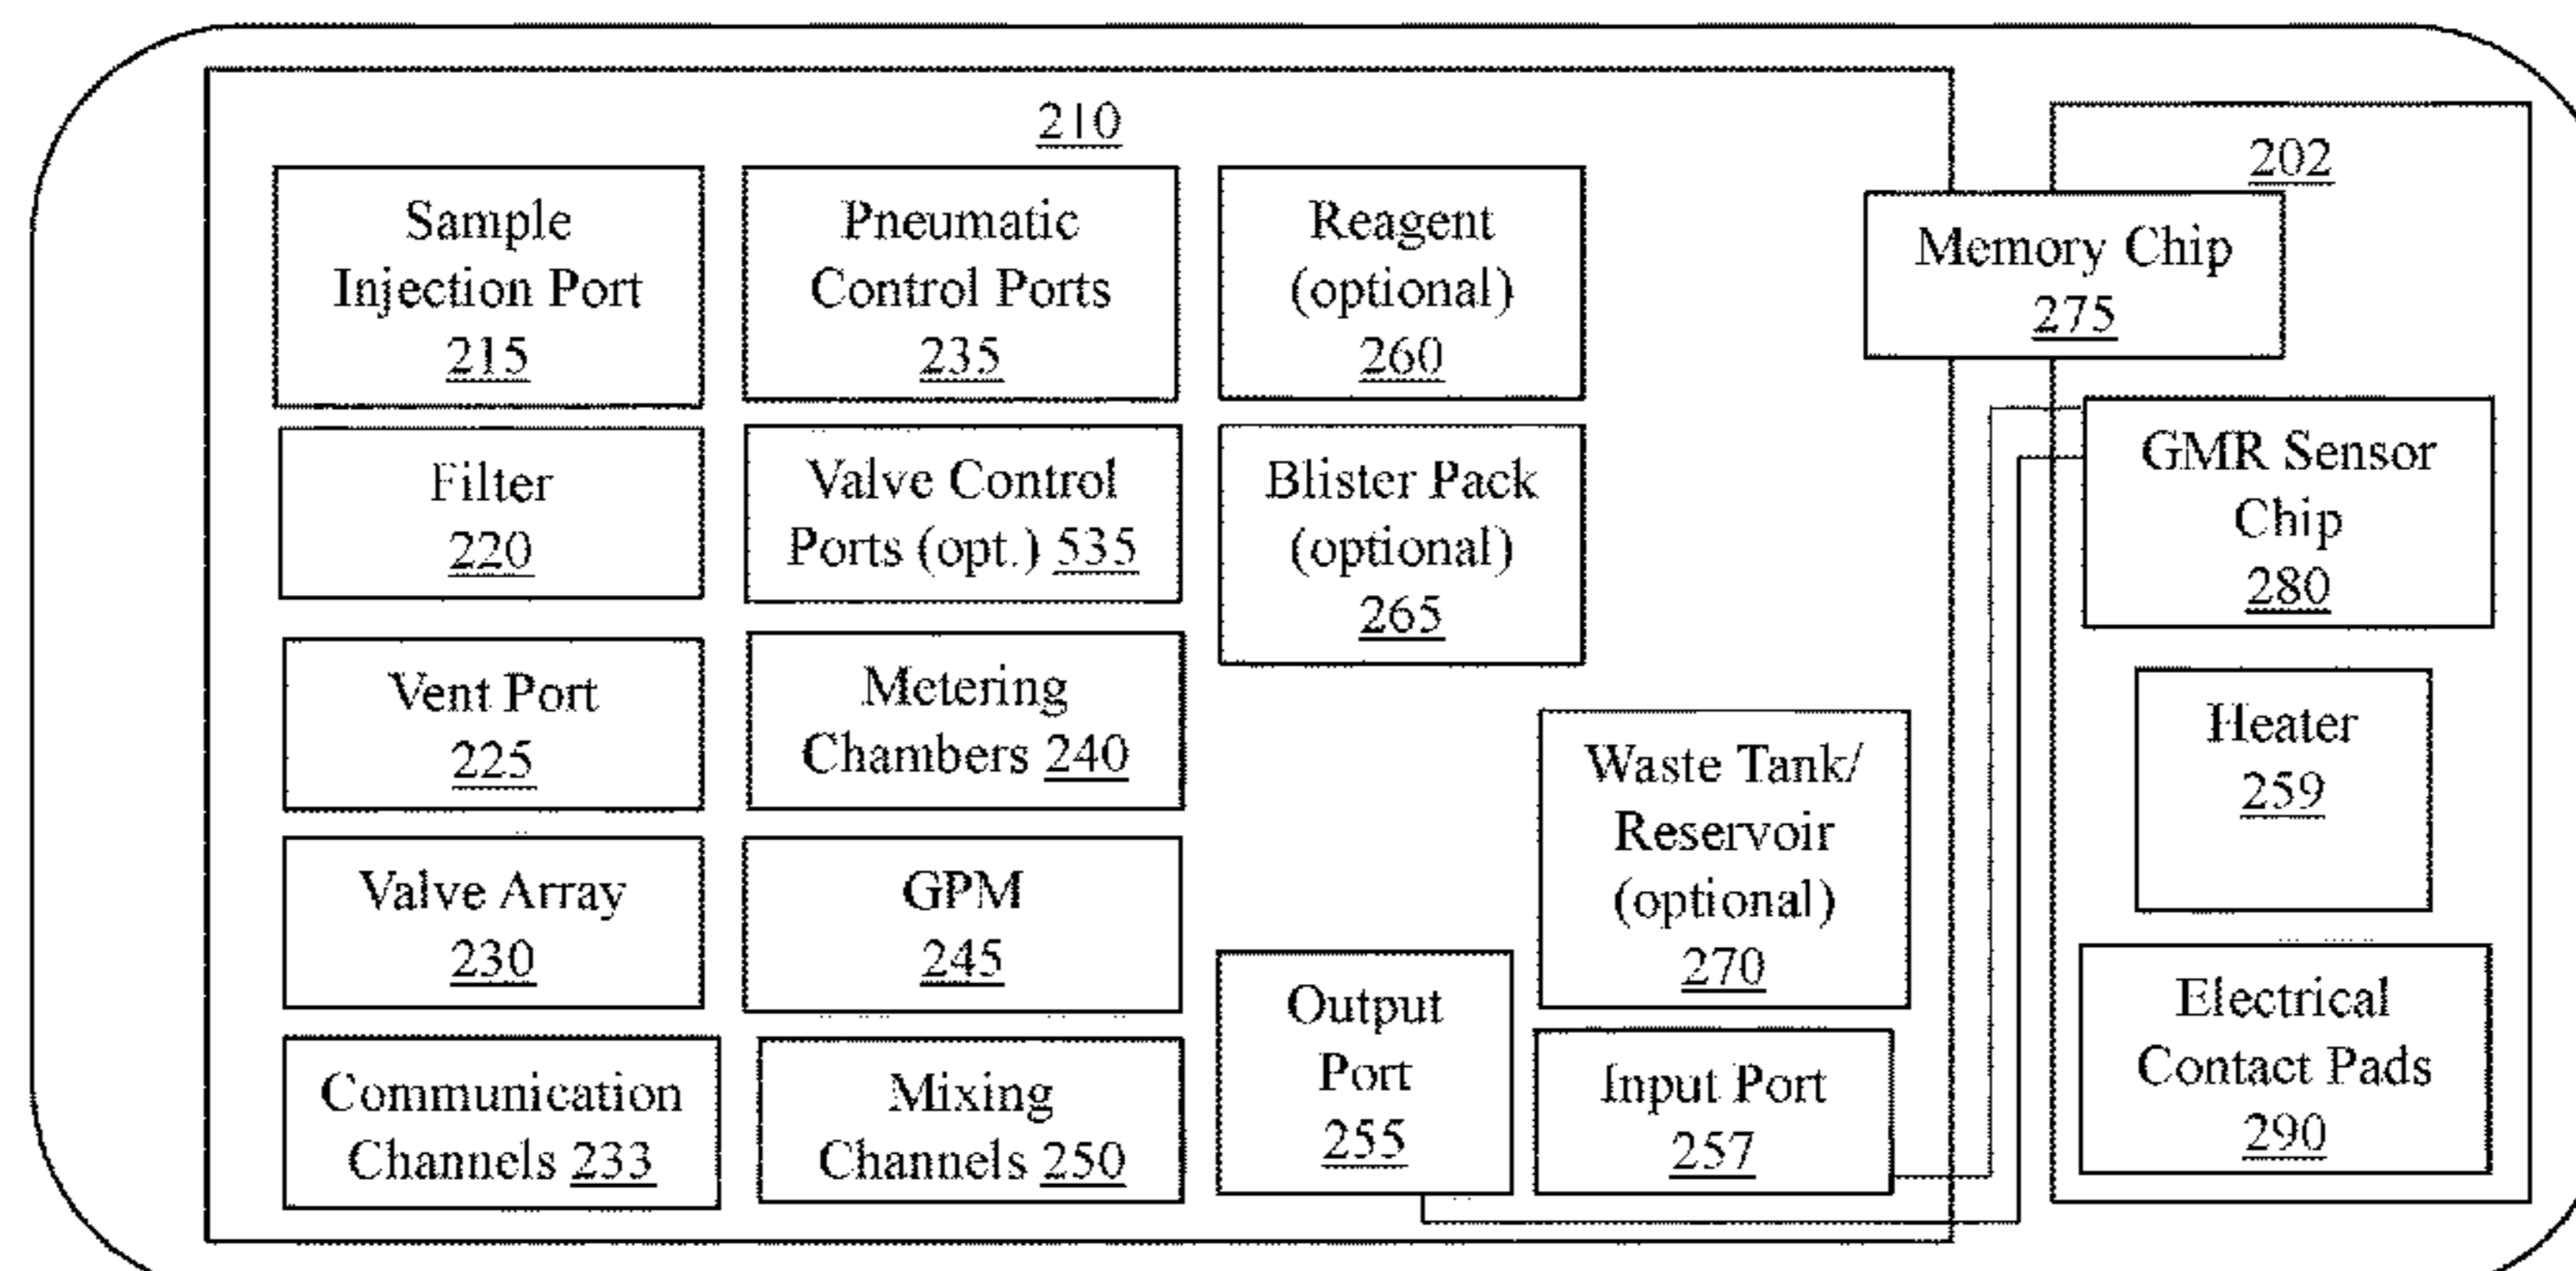 210
202
Sample
Injection Port
215
Pneumatic
Control Ports
235
Reagent
(optional)
260
Memory Chip
275
Filter
220
Valve Control
Ports (opt.) 535
Blister Pack
(optional)
265
GMR Sensor
Chip
280
Vent Port
225
Metering
Chambers 240
Waste Tank/
Reservoir
(optional)
270
Heater
259
Valve Array
230
GPM
245
Output
Port
255
Input Port
257
Electrical
Contact Pads
290
Communication
Channels 233
Mixing
Channels 250